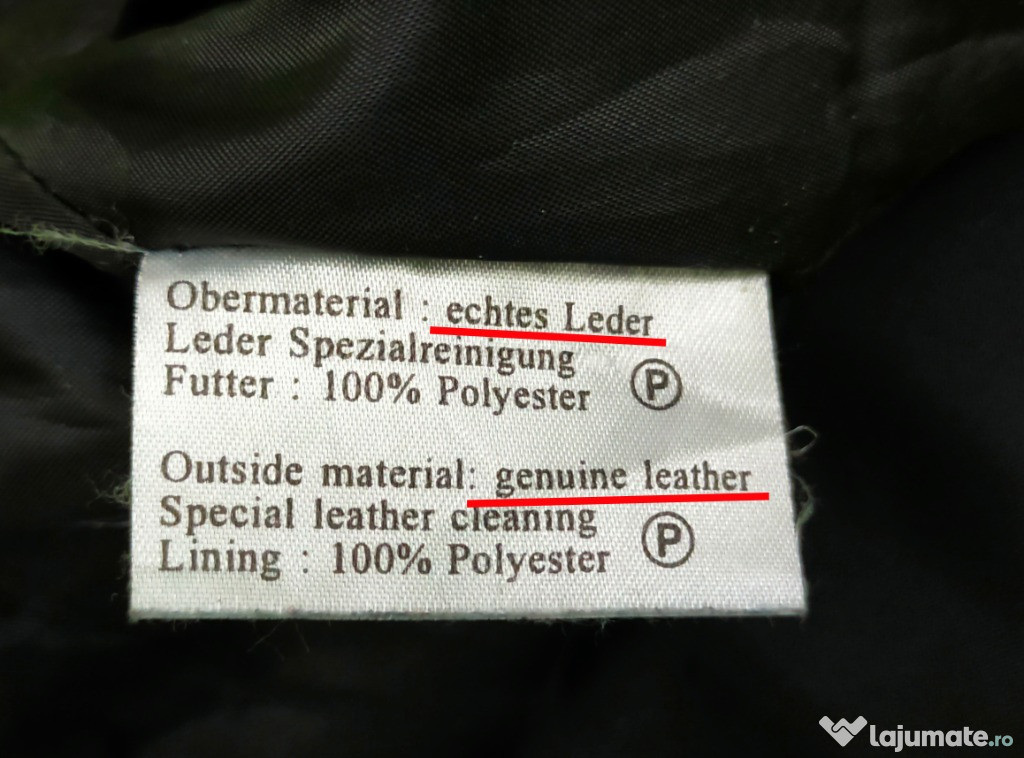 Obermaterial : echtes Leder
Leder Spezialreinigung
Futter : 100% Polyester Ⓟ
Outside material: genuine leather
Special leather cleaning
Lining : 100% Polyester Ⓟ
lajumate.ro